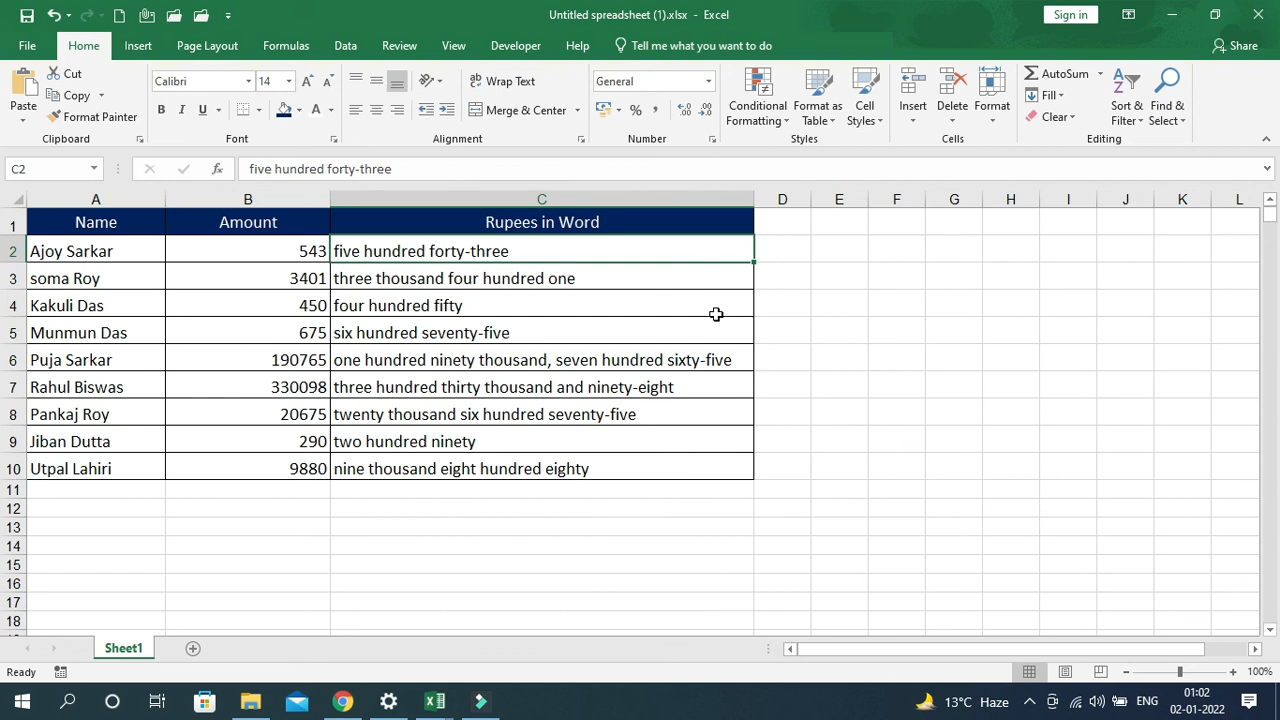 Untitled spreadsheet (1).xlsx - Excel
Sign in
File Home Insert Page Layout Formulas Data Review View Developer Help Tell me what you want to do Share
Paste Cut Copy Format Painter
Clipboard
Calibri 14
B I U A
Font
Wrap Text
Merge & Center
Alignment
General
% ,
Number
Conditional Formatting Format as Table Cell Styles
Styles
Insert Delete Format
Cells
AutoSum Fill Clear Sort & Filter Find & Select
Editing
C2 fx five hundred forty-three
A B C D E F G H I J K L
1 Name Amount Rupees in Word
2 Ajoy Sarkar 543 five hundred forty-three
3 soma Roy 3401 three thousand four hundred one
4 Kakuli Das 450 four hundred fifty
5 Munmun Das 675 six hundred seventy-five
6 Puja Sarkar 190765 one hundred ninety thousand, seven hundred sixty-five
7 Rahul Biswas 330098 three hundred thirty thousand and ninety-eight
8 Pankaj Roy 20675 twenty thousand six hundred seventy-five
9 Jiban Dutta 290 two hundred ninety
10 Utpal Lahiri 9880 nine thousand eight hundred eighty
11
12
13
14
15
16
17
18
Sheet1
Ready 100%
13°C Haze ENG 01:02
02-01-2022